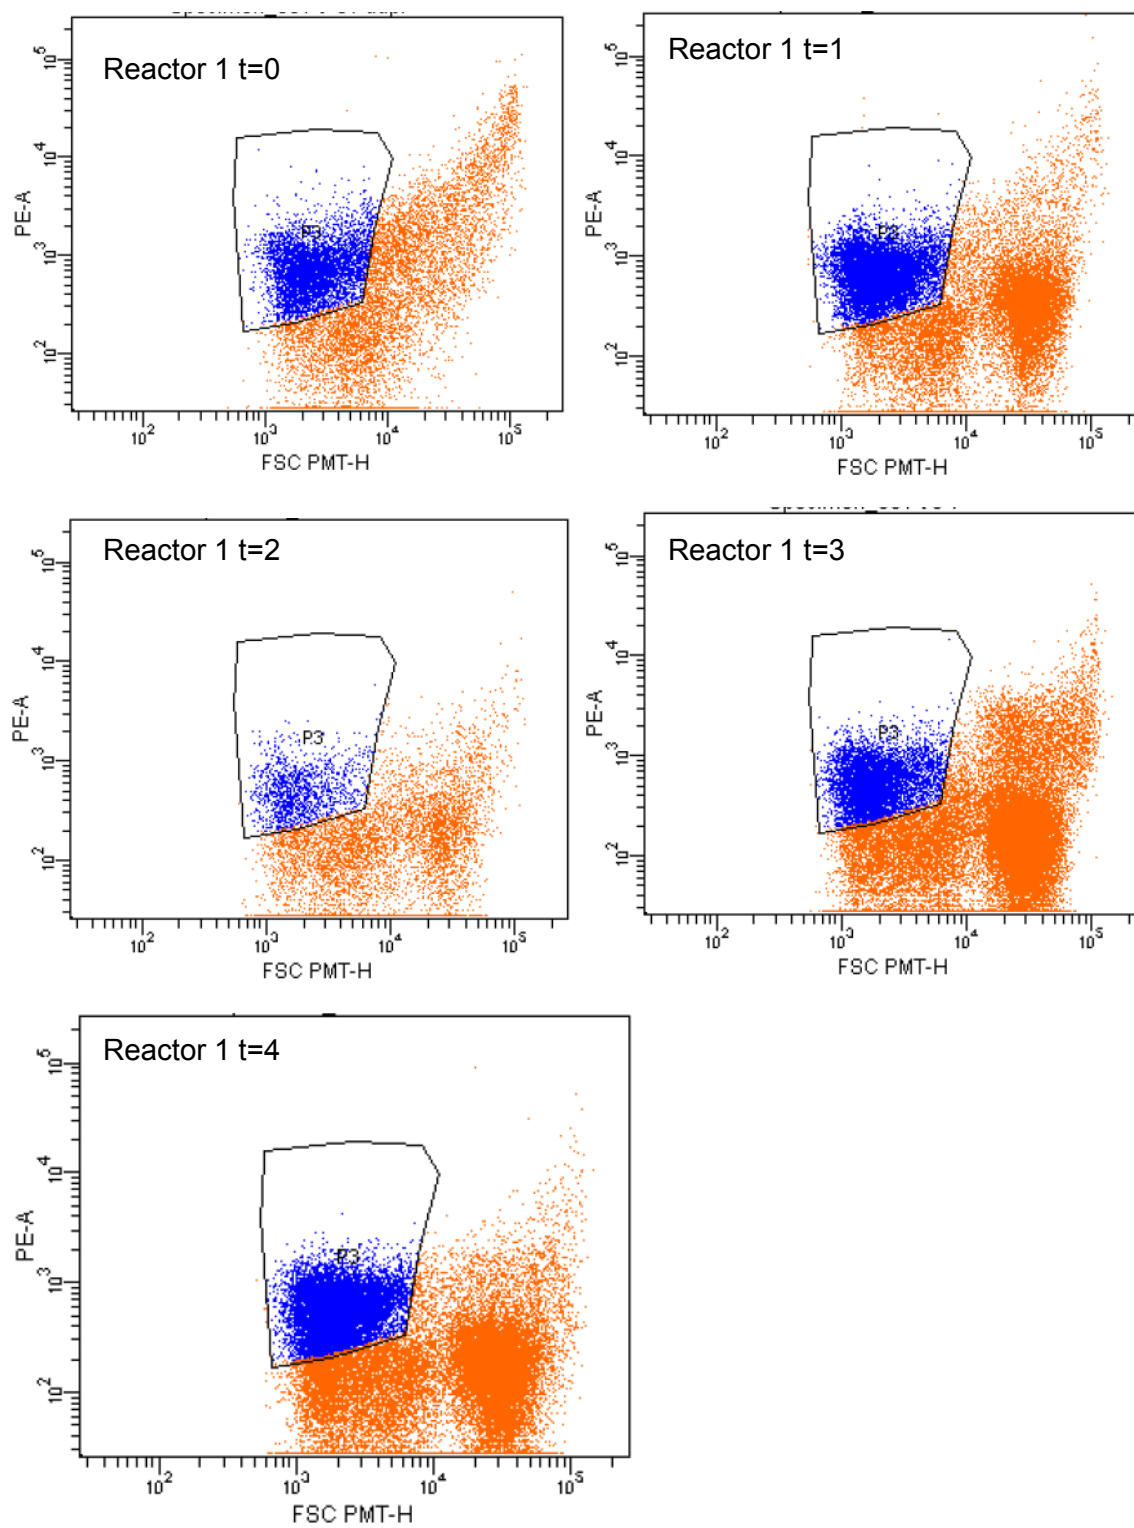 Reactor 1 t=0
PE-A
10^5
10^4
10^3
10^2
P3
10^2 10^3 10^4 10^5
FSC PMT-H
Reactor 1 t=1
PE-A
10^5
10^4
10^3
10^2
P3
10^2 10^3 10^4 10^5
FSC PMT-H
Reactor 1 t=2
PE-A
10^5
10^4
10^3
10^2
P3
10^2 10^3 10^4 10^5
FSC PMT-H
Reactor 1 t=3
PE-A
10^5
10^4
10^3
10^2
P3
10^2 10^3 10^4 10^5
FSC PMT-H
Reactor 1 t=4
PE-A
10^5
10^4
10^3
10^2
P3
10^2 10^3 10^4 10^5
FSC PMT-H